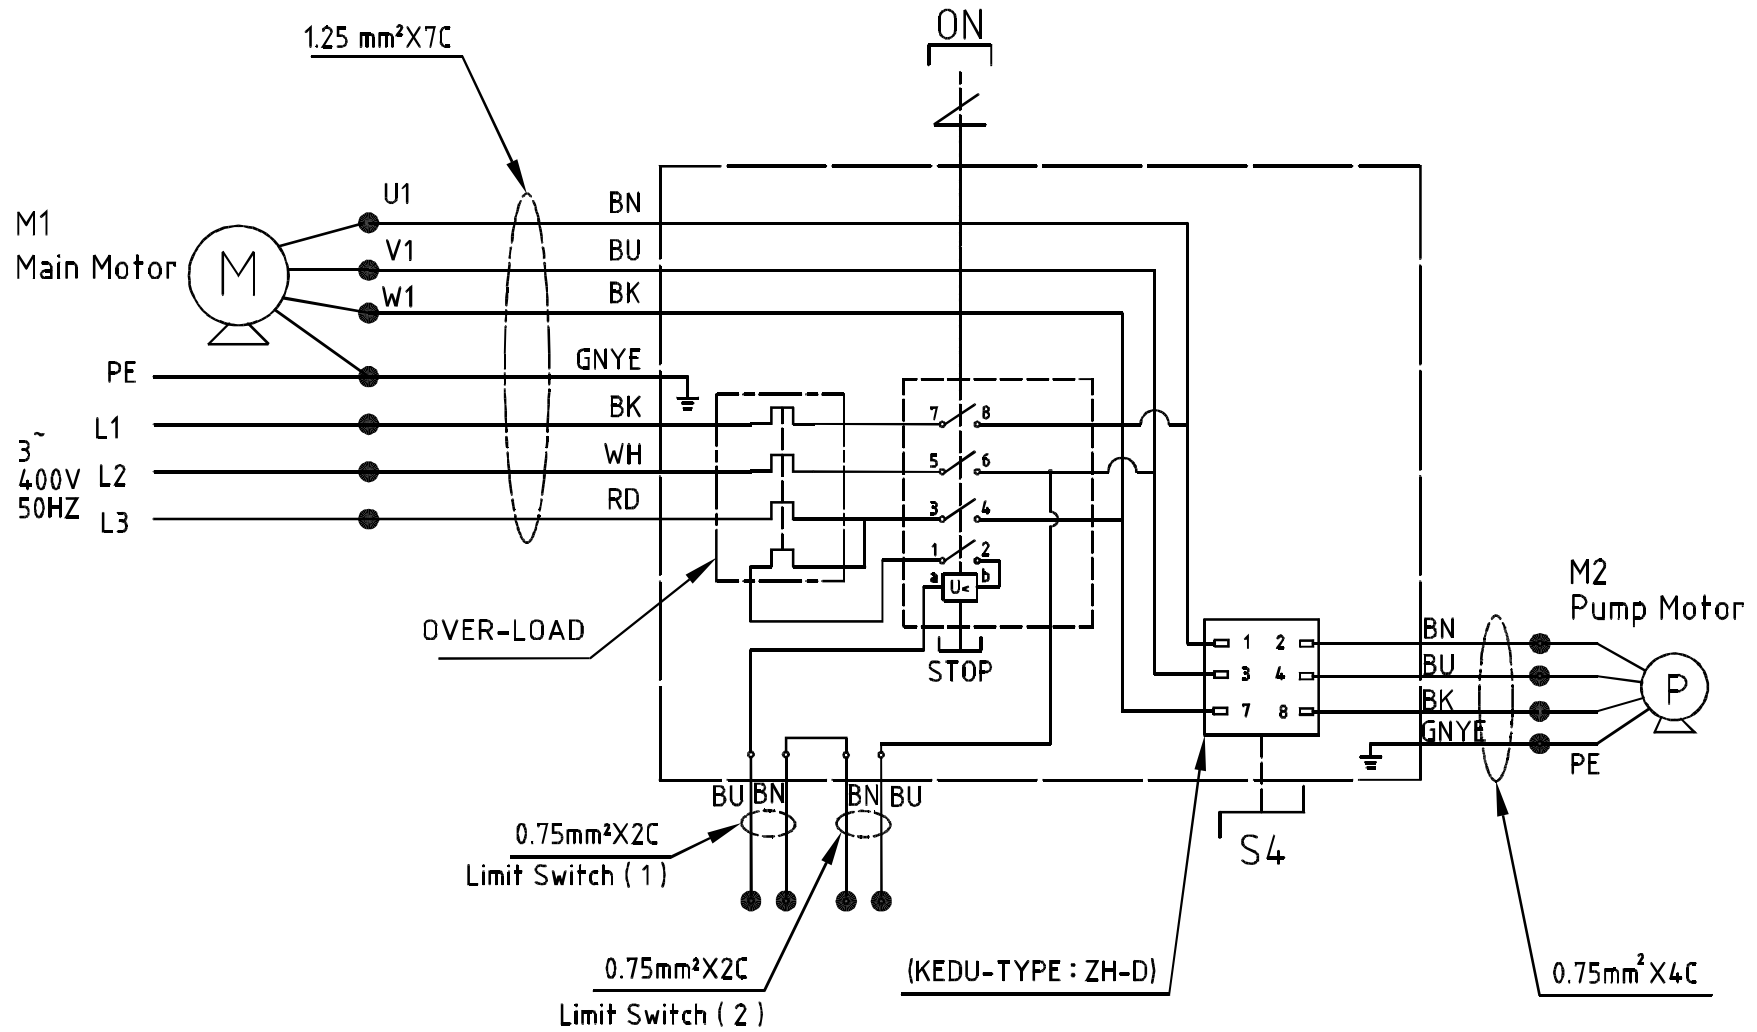 ON
1.25 mm²X7C
M1
Main Motor
M
U1
BN
V1
BU
W1
BK
PE
GNYE
3~
400V
50HZ
L1
BK
L2
WH
L3
RD
7 8
5 6
3 4
1 2
a U< b
OVER-LOAD
STOP
1 2
3 4
7 8
BN
BU
BK
GNYE
M2
Pump Motor
P
PE
BU BN BN BU
S4
0.75mm²X2C
Limit Switch ( 1 )
0.75mm²X2C
Limit Switch ( 2 )
(KEDU-TYPE : ZH-D)
0.75mm²X4C